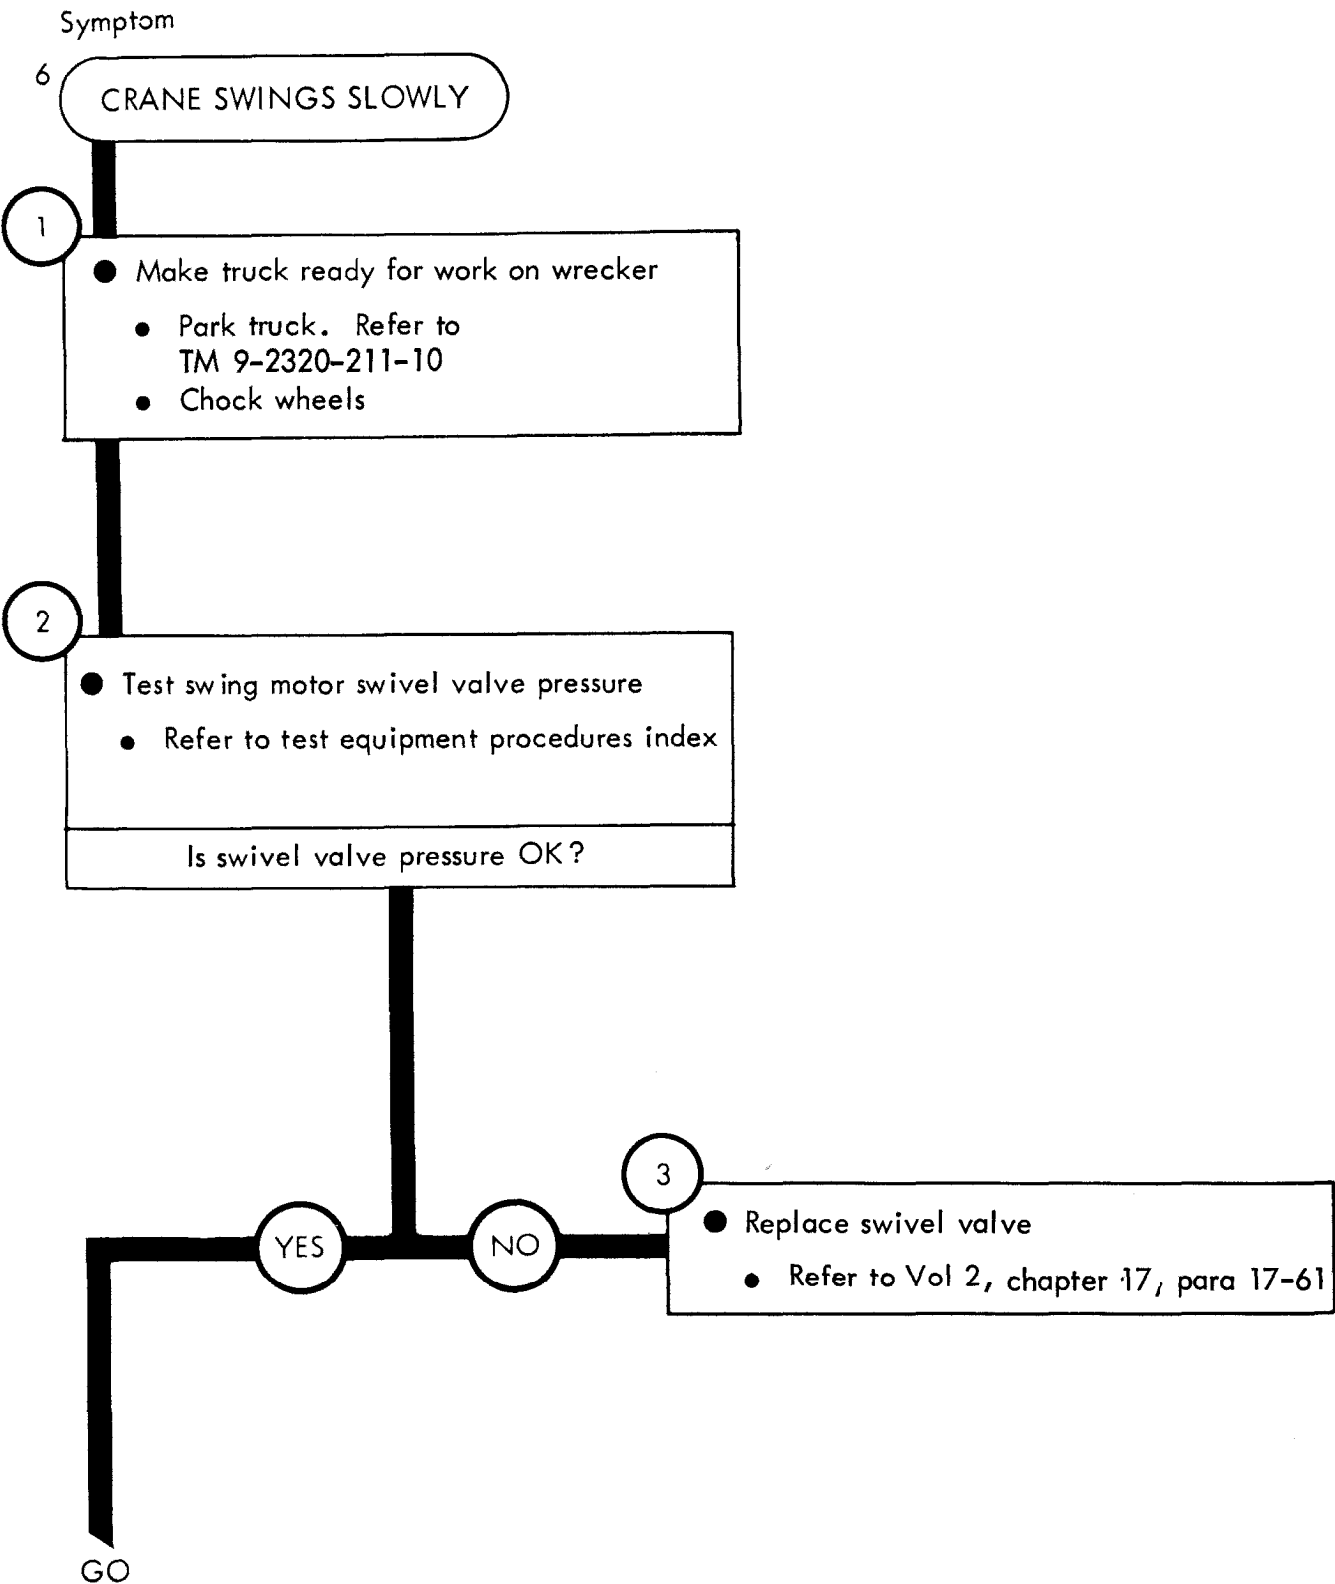 Symptom
6
CRANE SWINGS SLOWLY
1
● Make truck ready for work on wrecker
● Park truck. Refer to
TM 9-2320-211-10
● Chock wheels
2
● Test swing motor swivel valve pressure
● Refer to test equipment procedures index
Is swivel valve pressure OK?
3
● Replace swivel valve
● Refer to Vol 2, chapter 17, para 17-61
YES
NO
GO